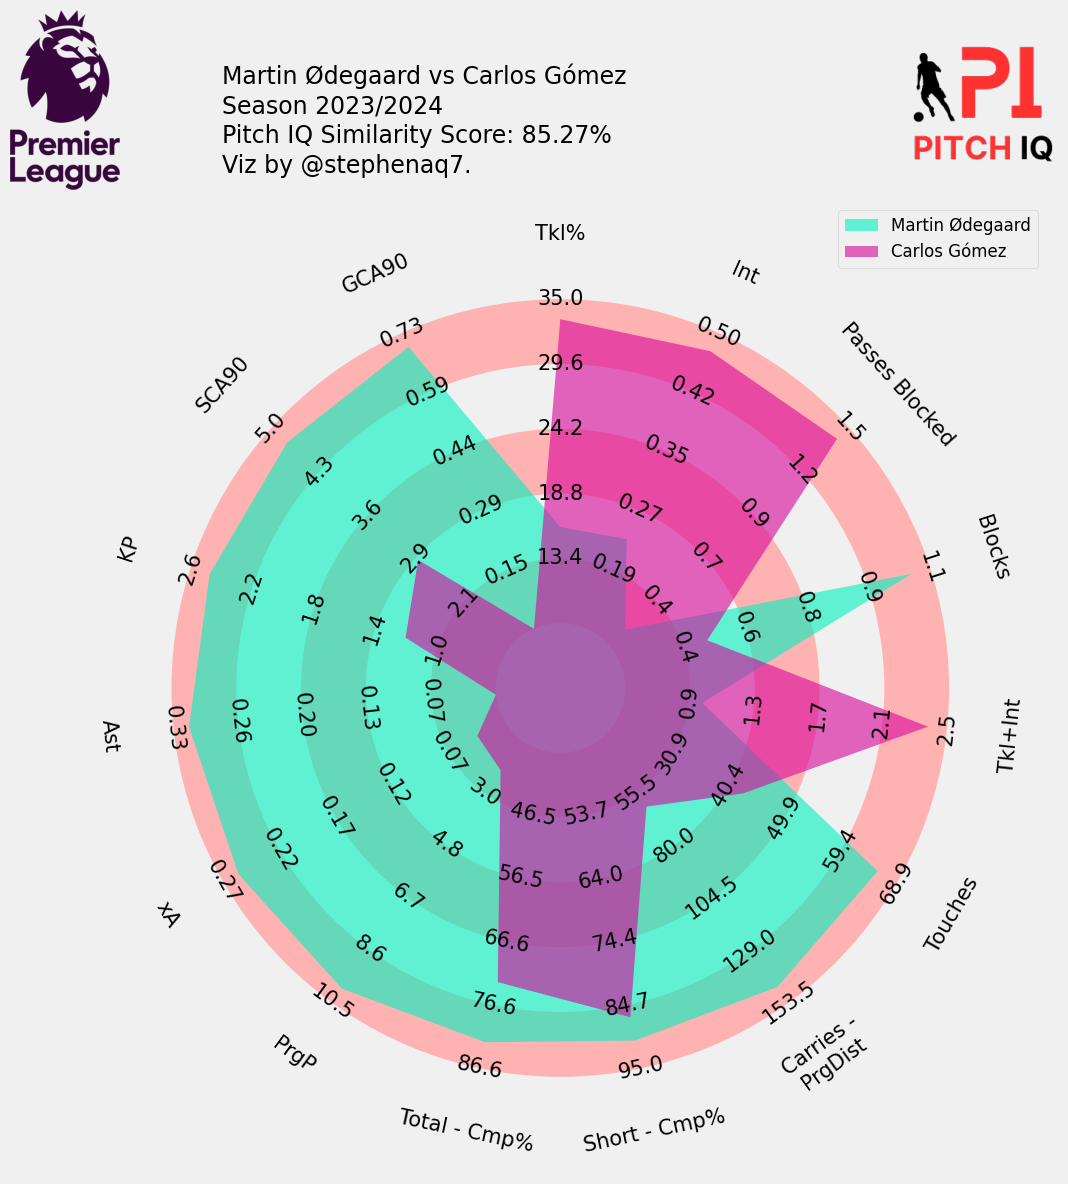 Premier
League
Martin Ødegaard vs Carlos Gómez
Season 2023/2024
Pitch IQ Similarity Score: 85.27%
Viz by @stephenaq7.
PI
PITCH IQ
Martin Ødegaard
Carlos Gómez
Tkl%
35.0
29.6
24.2
18.8
13.4
Int
0.50
0.42
0.35
0.27
0.19
Passes Blocked
1.5
1.2
0.9
0.7
0.4
Blocks
1.1
0.9
0.8
0.6
0.4
Tkl+Int
2.5
2.1
1.7
1.3
0.9
Touches
68.9
59.4
49.9
40.4
30.9
Carries -
PrgDist
153.5
129.0
104.5
80.0
55.5
Short - Cmp%
95.0
84.7
74.4
64.0
53.7
Total - Cmp%
86.6
76.6
66.6
56.5
46.5
PrgP
10.5
8.6
6.7
4.8
3.0
xA
0.27
0.22
0.17
0.12
0.07
Ast
0.33
0.26
0.20
0.13
0.07
KP
2.6
2.2
1.8
1.4
1.0
SCA90
5.0
4.3
3.6
2.9
2.1
GCA90
0.73
0.59
0.44
0.29
0.15